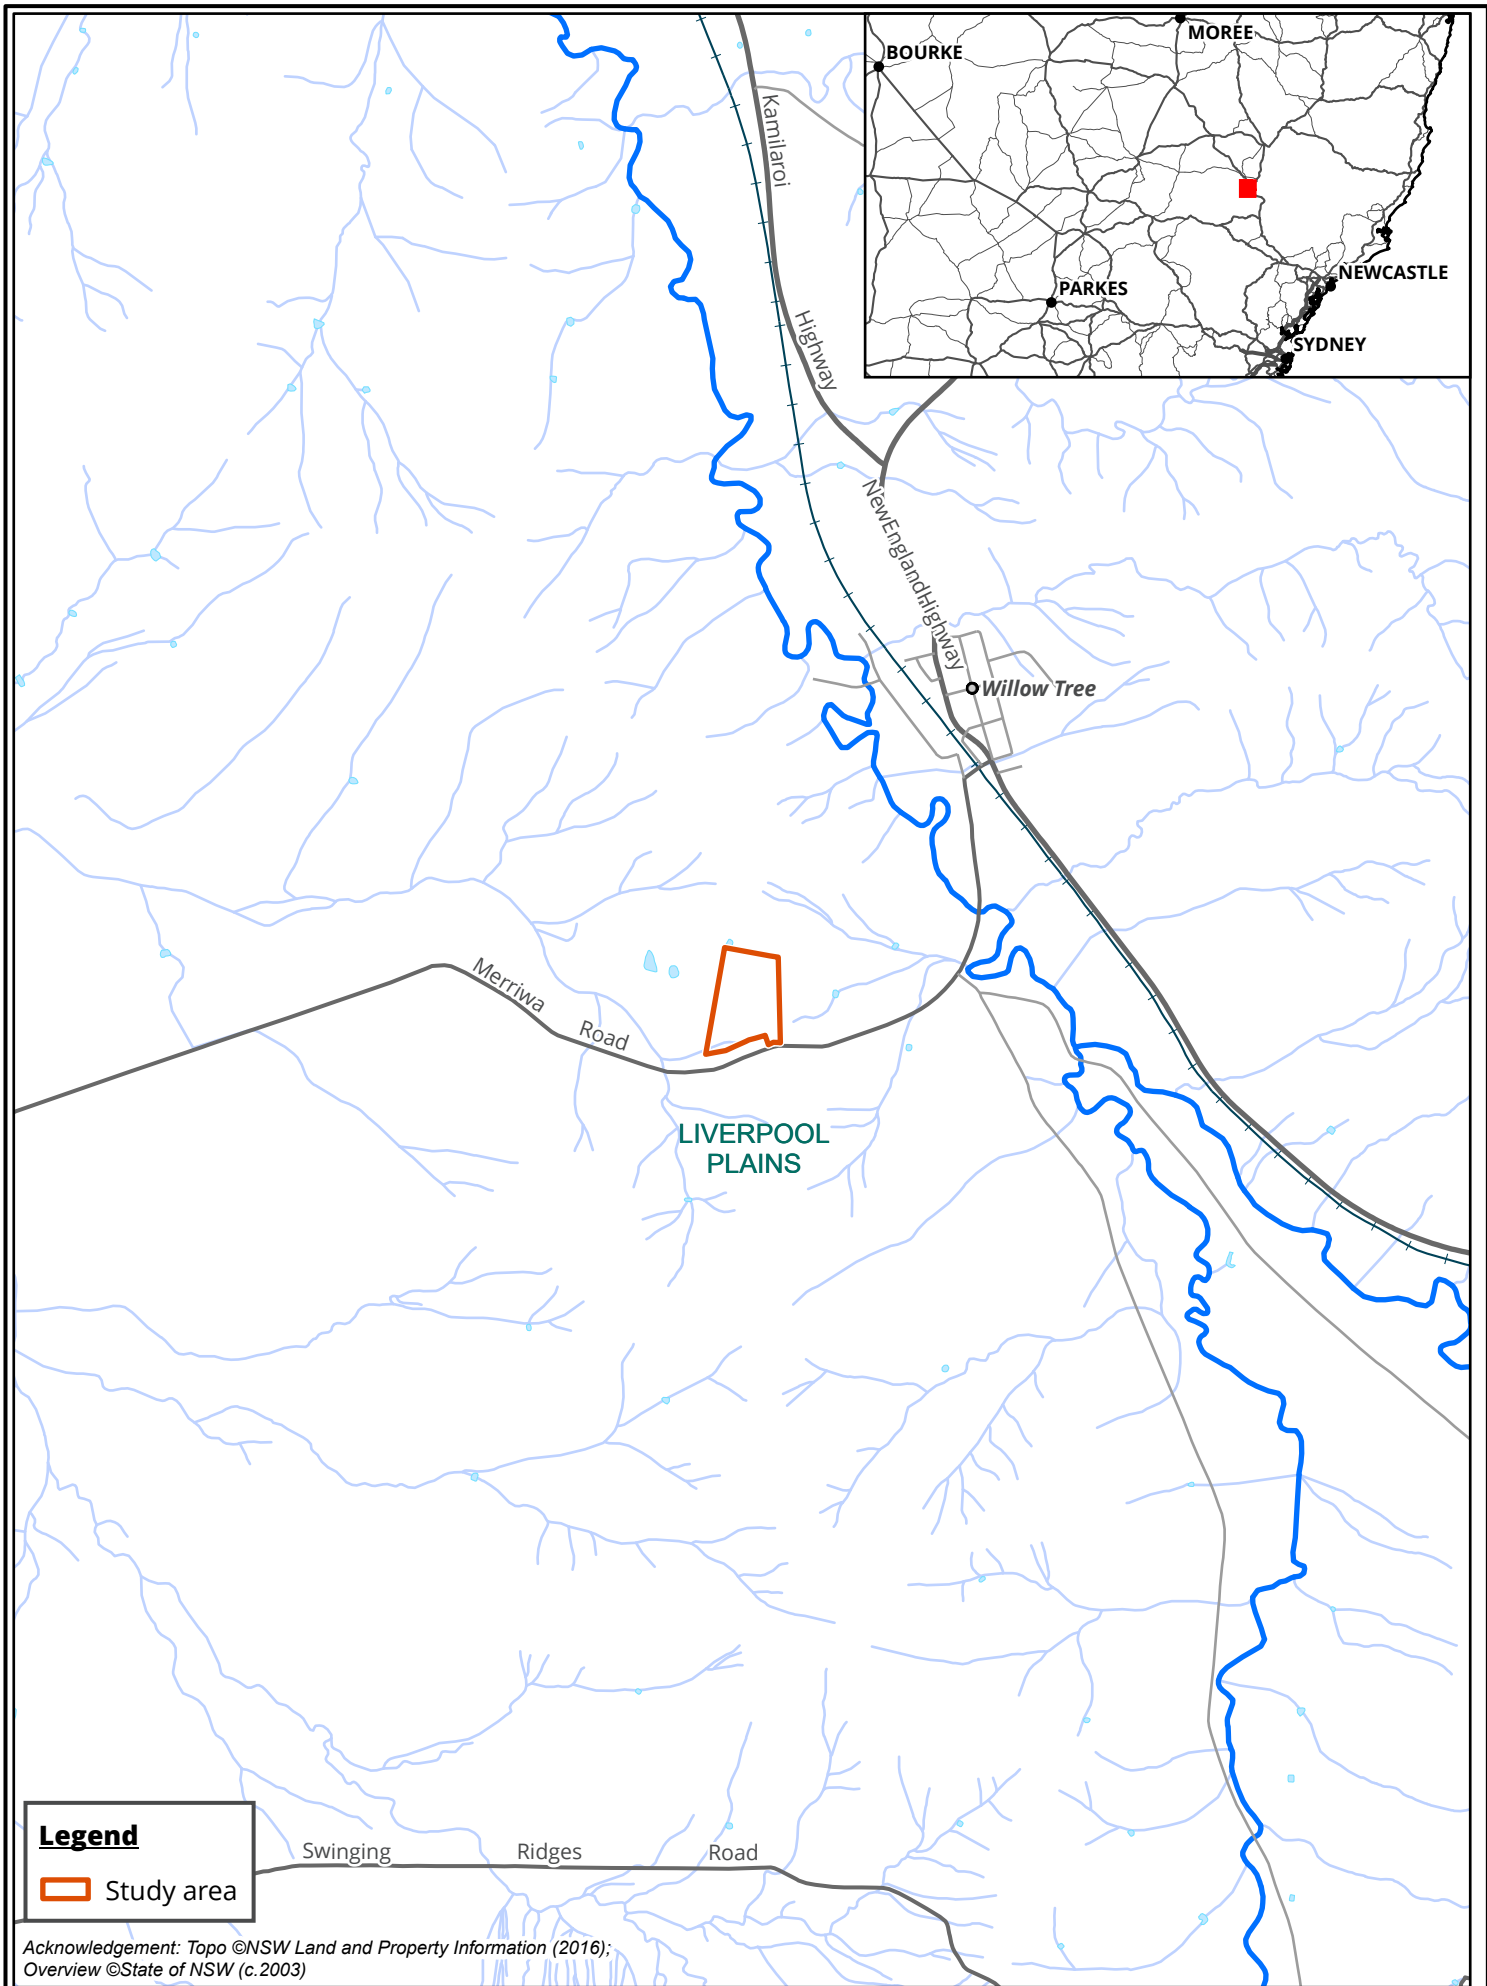 BOURKE
MOREE
PARKES
NEWCASTLE
SYDNEY
Kamilaroi
Highway
NewEnglandHighway
Willow Tree
Merriwa
Road
LIVERPOOL
PLAINS
Swinging Ridges Road
Legend
Study area
Acknowledgement: Topo ©NSW Land and Property Information (2016);
Overview ©State of NSW (c.2003)